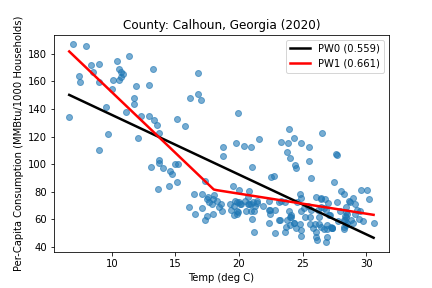 County: Calhoun, Georgia (2020)
PW0 (0.559)
PW1 (0.661)
Per-Capita Consumption (MMBtu/1000 Households)
180
160
140
120
100
80
60
40
10 15 20 25 30
Temp (deg C)